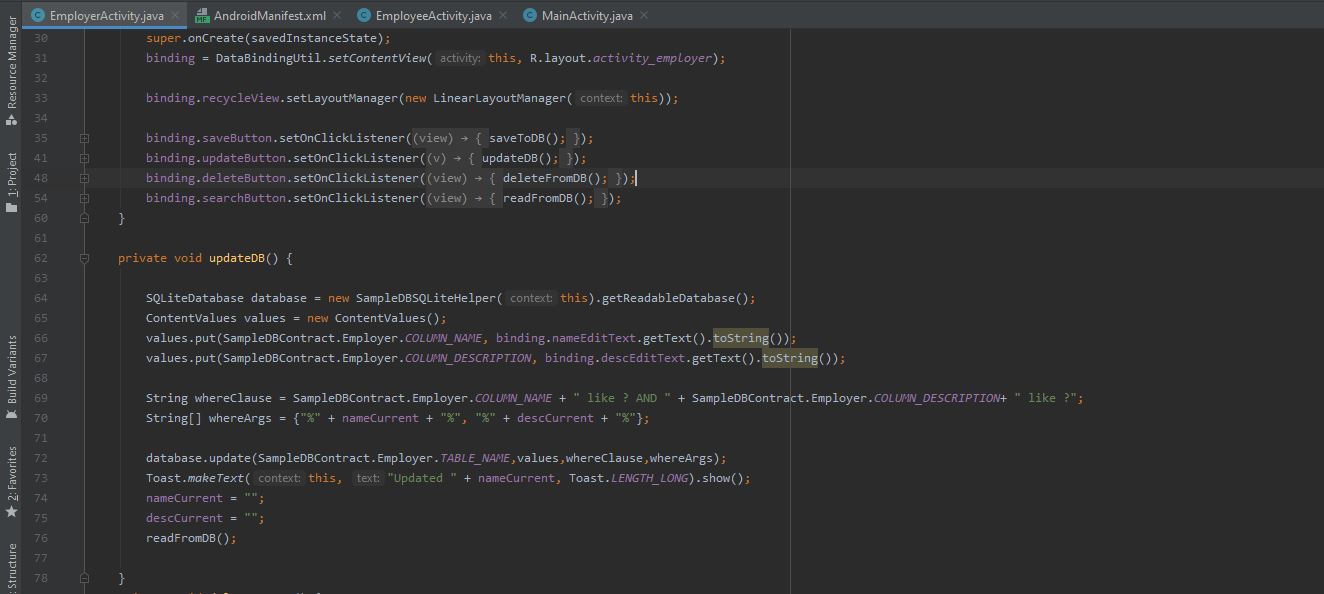 EmployerActivity.java
AndroidManifest.xml
EmployeeActivity.java
MainActivity.java
Resource Manager
1: Project
Build Variants
2: Favorites
: Structure
30 super.onCreate(savedInstanceState);
31 binding = DataBindingUtil.setContentView( activity: this, R.layout.activity_employer);
32
33 binding.recycleView.setLayoutManager(new LinearLayoutManager( context: this));
34
35 binding.saveButton.setOnClickListener((view) → { saveToDB(); });
41 binding.updateButton.setOnClickListener((v) → { updateDB(); });
48 binding.deleteButton.setOnClickListener((view) → { deleteFromDB(); });
54 binding.searchButton.setOnClickListener((view) → { readFromDB(); });
60 }
61
62 private void updateDB() {
63
64 SQLiteDatabase database = new SampleDBSQLiteHelper( context: this).getReadableDatabase();
65 ContentValues values = new ContentValues();
66 values.put(SampleDBContract.Employer.COLUMN_NAME, binding.nameEditText.getText().toString());
67 values.put(SampleDBContract.Employer.COLUMN_DESCRIPTION, binding.descEditText.getText().toString());
68
69 String whereClause = SampleDBContract.Employer.COLUMN_NAME + " like ? AND " + SampleDBContract.Employer.COLUMN_DESCRIPTION+ " like ?";
70 String[] whereArgs = {"%" + nameCurrent + "%", "%" + descCurrent + "%"};
71
72 database.update(SampleDBContract.Employer.TABLE_NAME,values,whereClause,whereArgs);
73 Toast.makeText( context: this, text: "Updated " + nameCurrent, Toast.LENGTH_LONG).show();
74 nameCurrent = "";
75 descCurrent = "";
76 readFromDB();
77
78 }